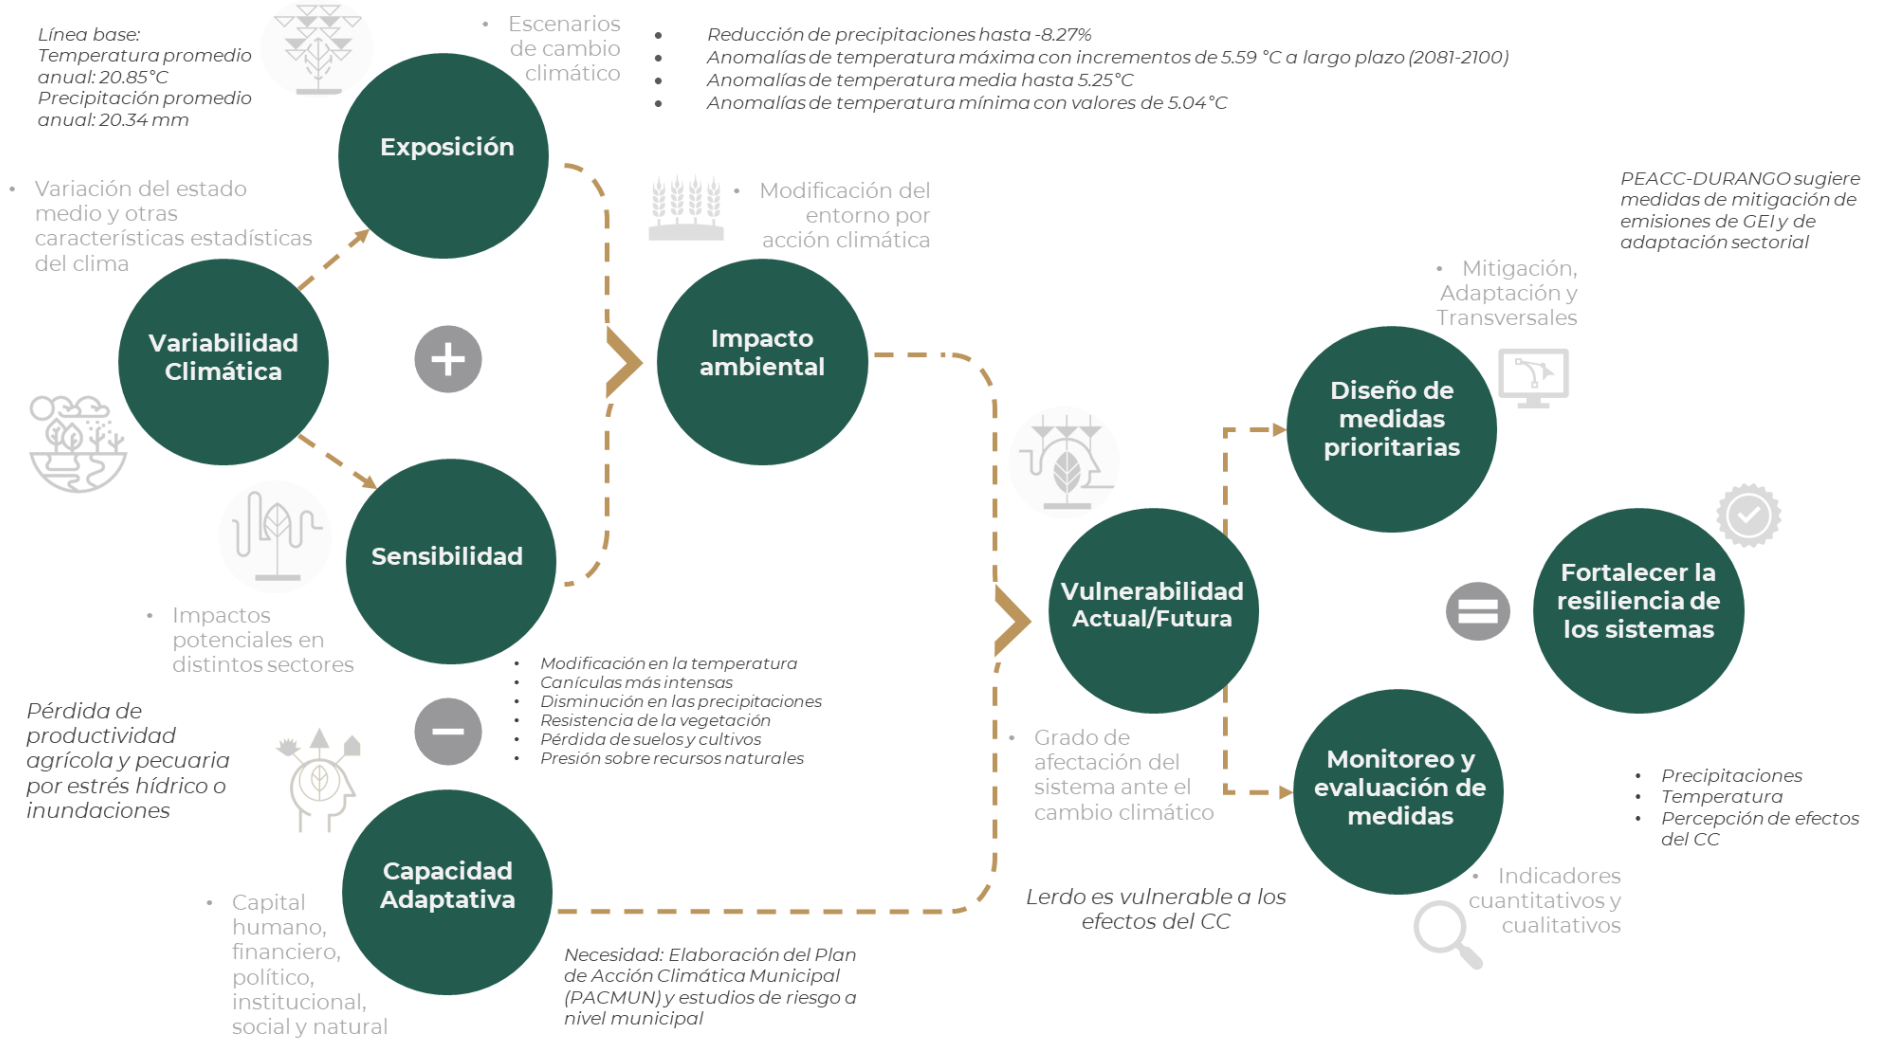 Línea base:
Temperatura promedio
anual: 20.85°C
Precipitación promedio
anual: 20.34 mm
• Escenarios
de cambio
climático
• Reducción de precipitaciones hasta -8.27%
• Anomalías de temperatura máxima con incrementos de 5.59 °C a largo plazo (2081-2100)
• Anomalías de temperatura media hasta 5.25°C
• Anomalías de temperatura mínima con valores de 5.04°C
Exposición
• Variación del estado
medio y otras
características estadísticas
del clima
• Modificación del
entorno por
acción climática
PEACC-DURANGO sugiere
medidas de mitigación de
emisiones de GEI y de
adaptación sectorial
• Mitigación,
Adaptación y
Transversales
Variabilidad
Climática
+
Impacto
ambiental
Diseño de
medidas
prioritarias
Sensibilidad
• Impactos
potenciales en
distintos sectores
Vulnerabilidad
Actual/Futura
=
Fortalecer la
resiliencia de
los sistemas
• Modificación en la temperatura
• Canículas más intensas
• Disminución en las precipitaciones
• Resistencia de la vegetación
• Pérdida de suelos y cultivos
• Presión sobre recursos naturales
Pérdida de
productividad
agrícola y pecuaria
por estrés hídrico o
inundaciones
−
• Grado de
afectación del
sistema ante el
cambio climático
Monitoreo y
evaluación de
medidas
• Precipitaciones
• Temperatura
• Percepción de efectos
del CC
Capacidad
Adaptativa
• Capital
humano,
financiero,
político,
institucional,
social y natural
Lerdo es vulnerable a los
efectos del CC
• Indicadores
cuantitativos y
cualitativos
Necesidad: Elaboración del Plan
de Acción Climática Municipal
(PACMUN) y estudios de riesgo a
nivel municipal